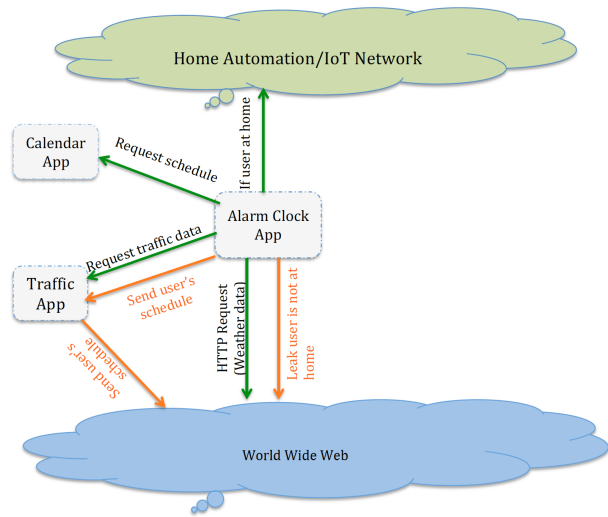 Home Automation/IoT Network
Calendar
App
Request schedule
If user at home
Alarm Clock
App
Request traffic data
Traffic
App
Send user's
schedule
HTTP Request
(Weather data)
Leak user is not at
home
Send user's
schedule
World Wide Web